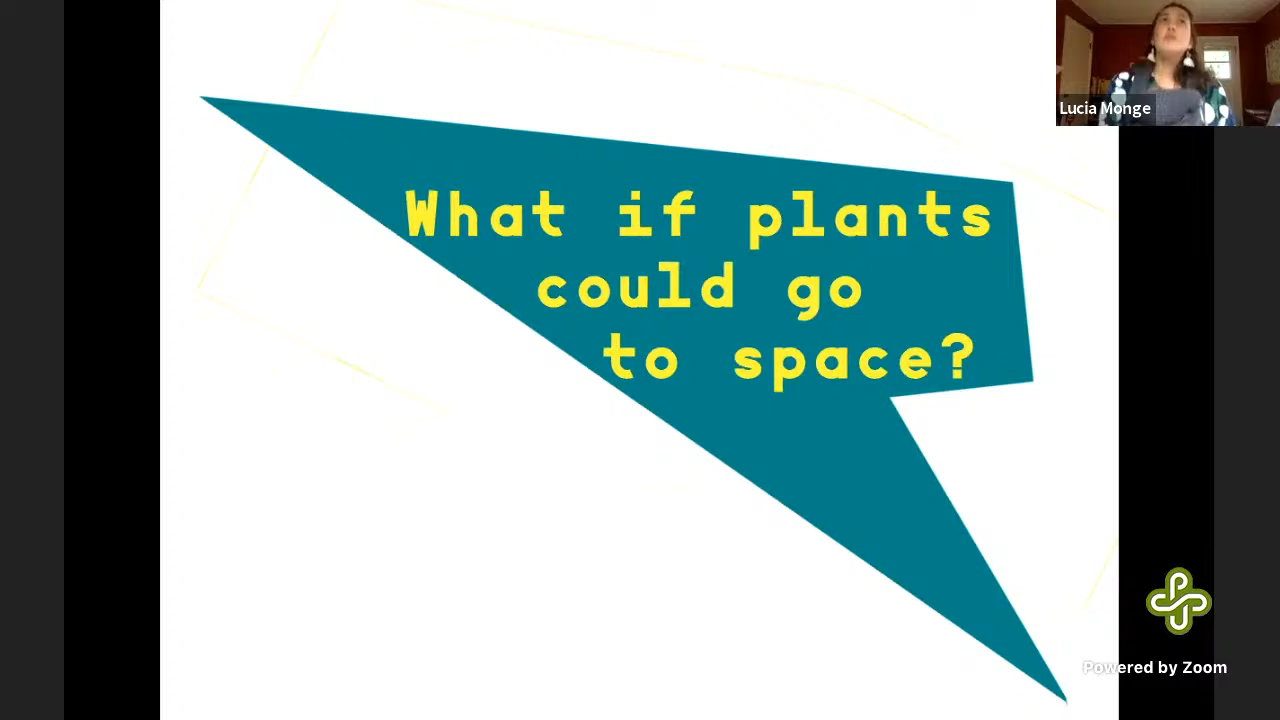 What if plants
could go
to space?
Lucia Monge
Powered by Zoom